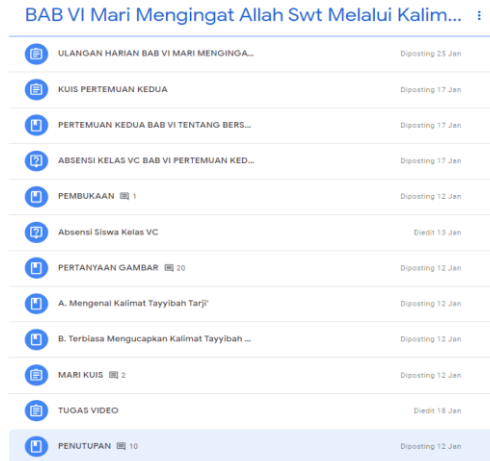 BAB VI Mari Mengingat Allah Swt Melalui Kalim...
ULANGAN HARIAN BAB VI MARI MENGINGA... Diposting 25 Jan
KUIS PERTEMUAN KEDUA Diposting 17 Jan
PERTEMUAN KEDUA BAB VI TENTANG BERS... Diposting 17 Jan
ABSENSI KELAS VC BAB VI PERTEMUAN KED... Diposting 17 Jan
PEMBUKAAN 1 Diposting 12 Jan
Absensi Siswa Kelas VC Diedit 13 Jan
PERTANYAAN GAMBAR 20 Diposting 12 Jan
A. Mengenal Kalimat Tayyibah Tarji' Diposting 12 Jan
B. Terbiasa Mengucapkan Kalimat Tayyibah ... Diposting 12 Jan
MARI KUIS 2 Diposting 12 Jan
TUGAS VIDEO Diedit 18 Jan
PENUTUPAN 10 Diposting 12 Jan